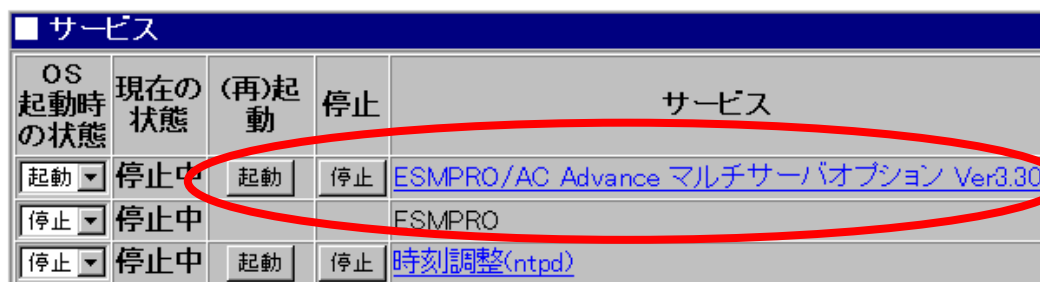 ■ サービス
OS起動時の状態 現在の状態 (再)起動 停止 サービス
起動 停止中 起動 停止 ESMPRO/AC Advance マルチサーバオプション Ver3.30
停止 停止中 ESMPRO
停止 停止中 起動 停止 時刻調整(ntpd)